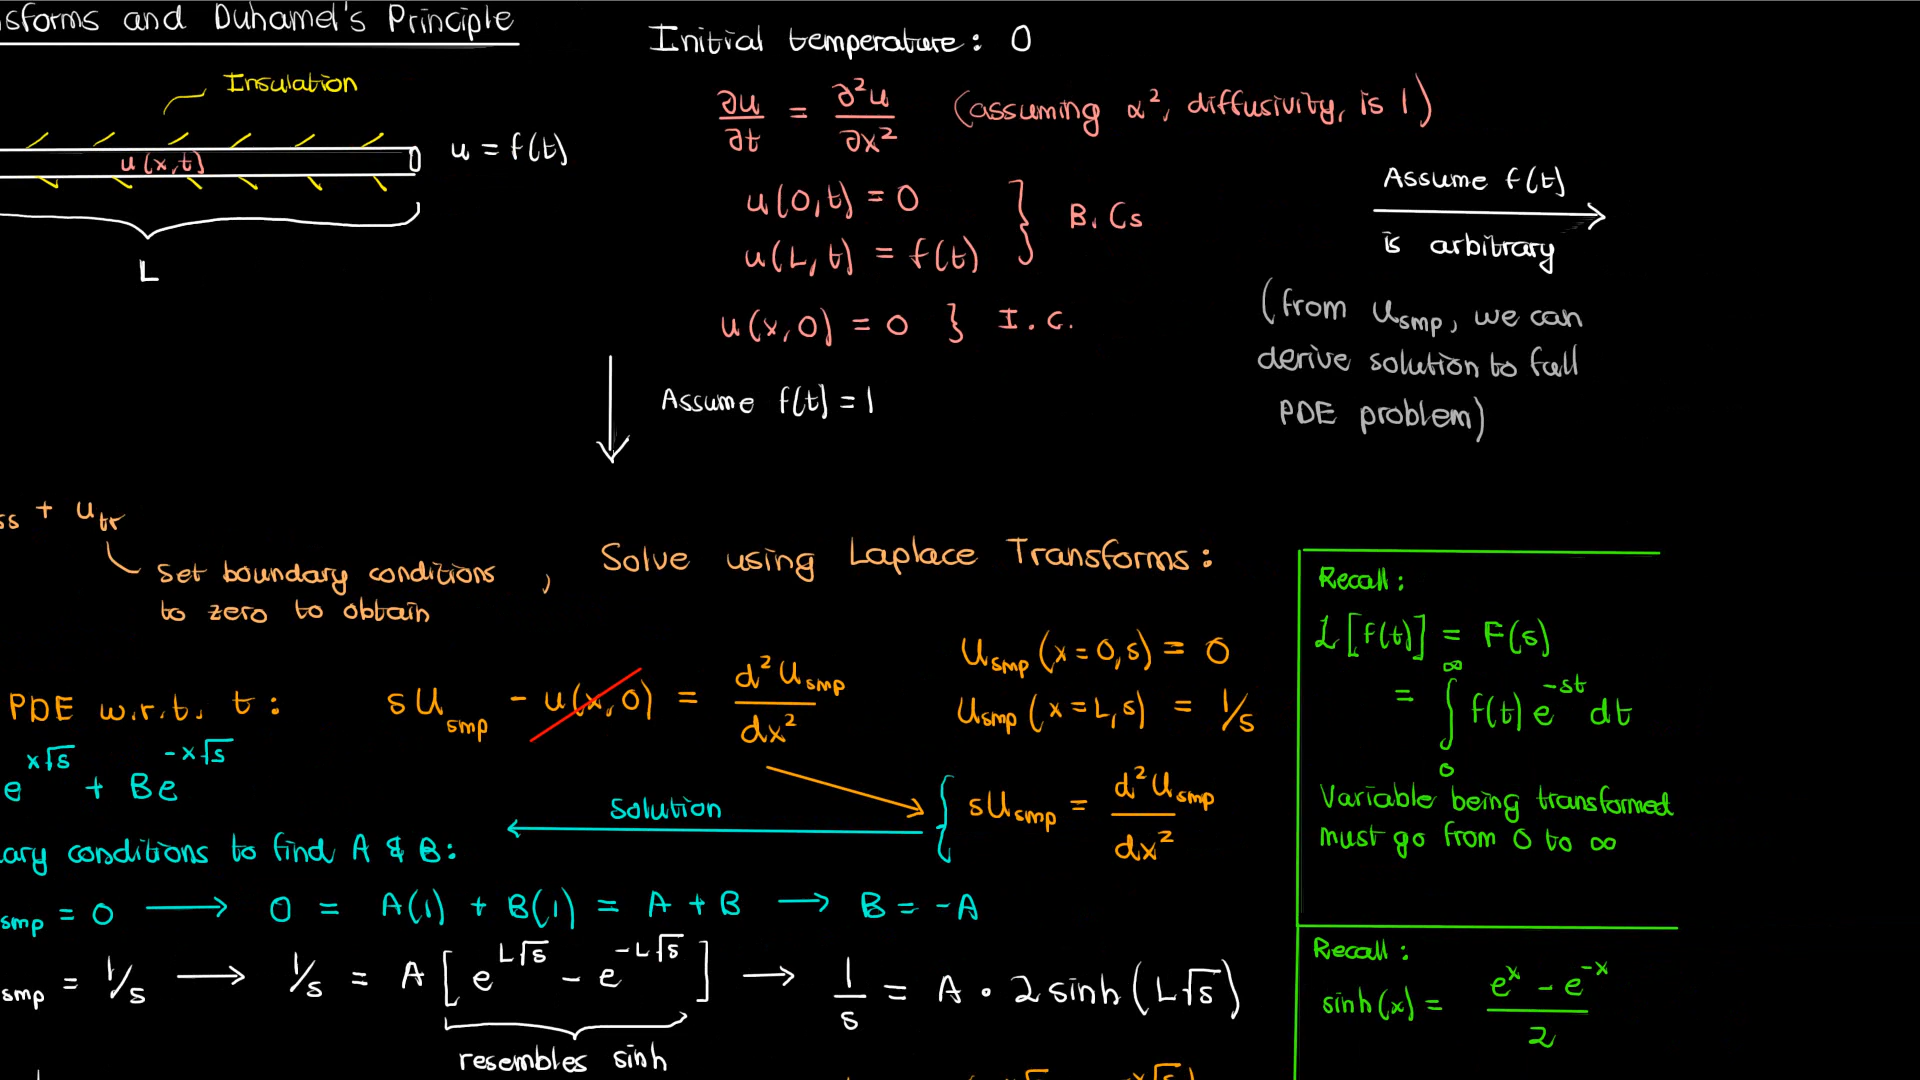 sforms and Duhamel's Principle
Initial temperature: 0
Insulation
∂u/∂t = ∂²u/∂x² (assuming α², diffusivity, is 1)
u(x,t)
u = f(t)
L
u(0,t) = 0
u(L,t) = f(t)
} B.Cs
u(x,0) = 0 } I.C.
Assume f(t)
is arbitrary
(from u_smp, we can
derive solution to full
PDE problem)
Assume f(t) = 1
ss + u_tr
Set boundary conditions
to zero to obtain
,
Solve using Laplace Transforms:
PDE w.r.t. t: sU_smp - u(x,0) = d²U_smp/dx²
U_smp(x=0,s) = 0
U_smp(x=L,s) = 1/s
e^{x√s} + Be^{-x√s}
Solution
{ sU_smp = d²U_smp/dx²
ary conditions to find A & B:
smp = 0 → 0 = A(1) + B(1) = A + B → B = -A
smp = 1/s → 1/s = A[e^{L√s} - e^{-L√s}] → 1/s = A · 2 sinh(L√s)
resembles sinh
Recall:
L[f(t)] = F(s)
= ∫₀^∞ f(t) e^{-st} dt
Variable being transformed
must go from 0 to ∞
Recall:
sinh(x) = (e^x - e^{-x})/2